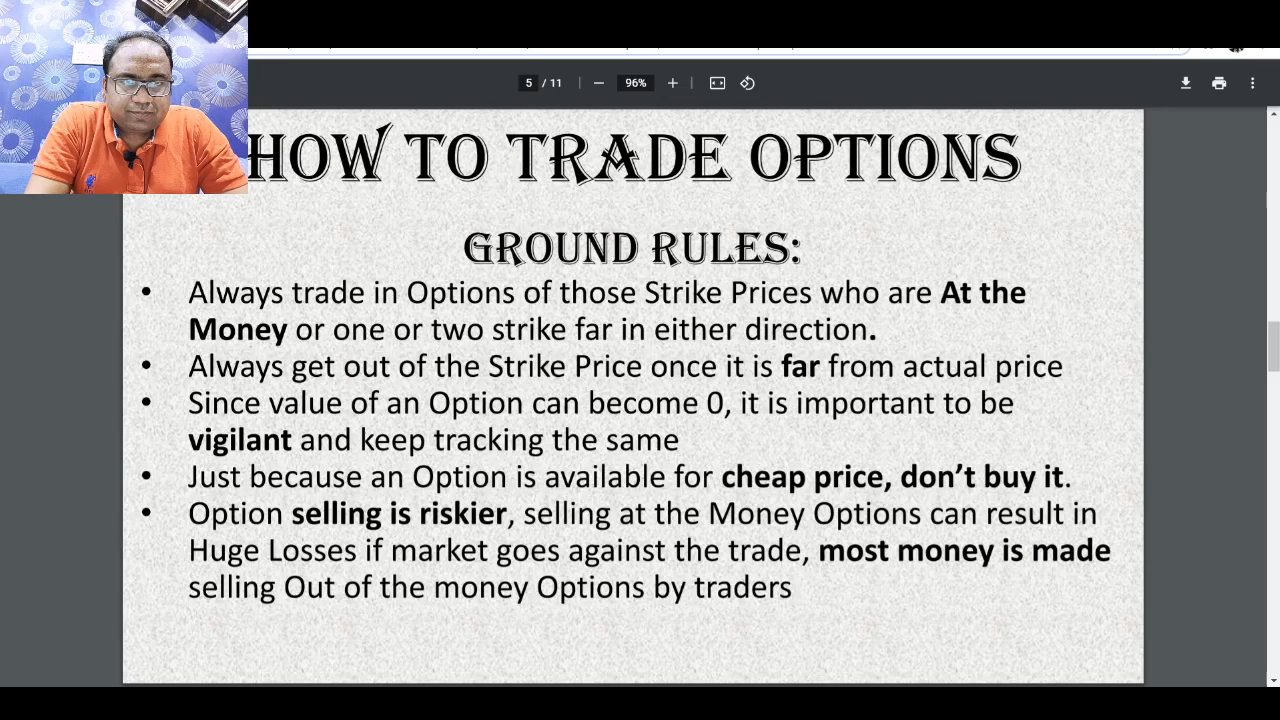 5 / 11
96%
HOW TO TRADE OPTIONS
GROUND RULES:
• Always trade in Options of those Strike Prices who are At the
Money or one or two strike far in either direction.
• Always get out of the Strike Price once it is far from actual price
• Since value of an Option can become 0, it is important to be
vigilant and keep tracking the same
• Just because an Option is available for cheap price, don’t buy it.
• Option selling is riskier, selling at the Money Options can result in
Huge Losses if market goes against the trade, most money is made
selling Out of the money Options by traders